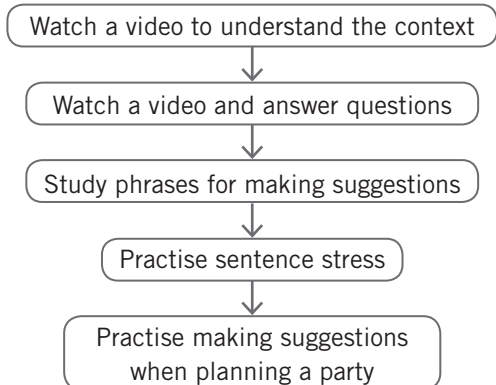 Watch a video to understand the context
Watch a video and answer questions
Study phrases for making suggestions
Practise sentence stress
Practise making suggestions
when planning a party